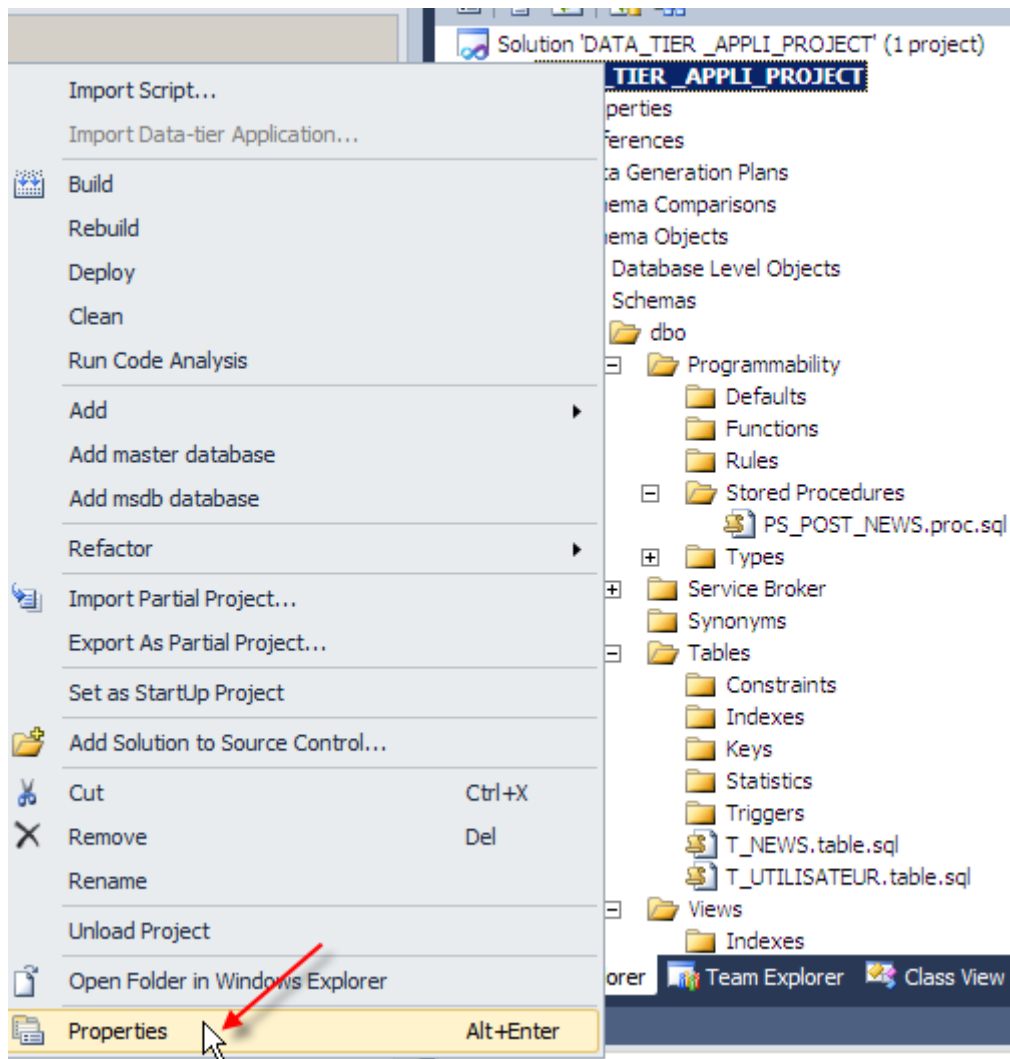 Solution 'DATA_TIER _APPLI_PROJECT' (1 project)
_TIER _APPLI_PROJECT
perties
ferences
ta Generation Plans
ema Comparisons
ema Objects
Database Level Objects
Schemas
dbo
Programmability
Defaults
Functions
Rules
Stored Procedures
PS_POST_NEWS.proc.sql
Types
Service Broker
Synonyms
Tables
Constraints
Indexes
Keys
Statistics
Triggers
T_NEWS.table.sql
T_UTILISATEUR.table.sql
Views
Indexes
orer Team Explorer Class View
Import Script...
Import Data-tier Application...
Build
Rebuild
Deploy
Clean
Run Code Analysis
Add
Add master database
Add msdb database
Refactor
Import Partial Project...
Export As Partial Project...
Set as StartUp Project
Add Solution to Source Control...
Cut Ctrl+X
Remove Del
Rename
Unload Project
Open Folder in Windows Explorer
Properties Alt+Enter